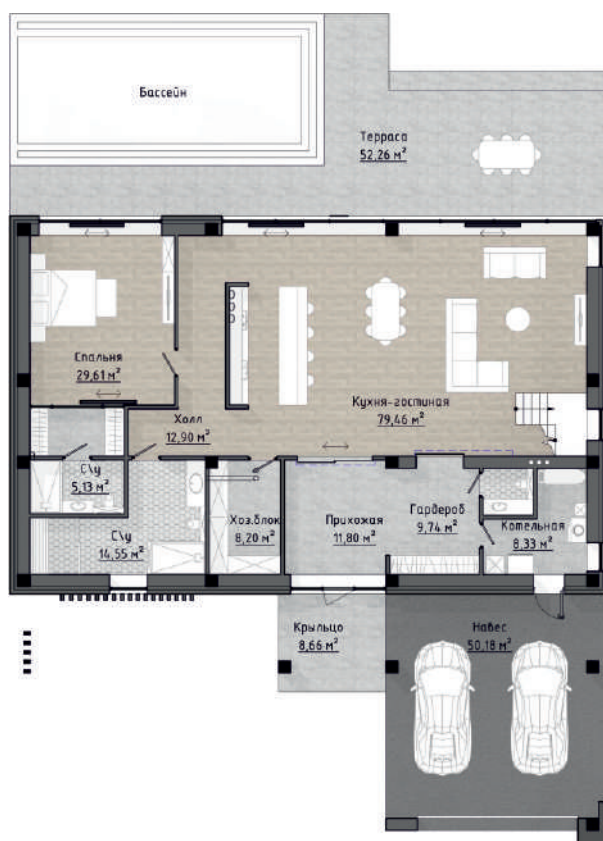 Бассейн
Терраса
52,26 м²
Спальня
29,61 м²
Кухня-гостиная
79,46 м²
Холл
12,90 м²
С\у
5,13 м²
С\у
14,55 м²
Хоз.блок
8,20 м²
Прихожая
11,80 м²
Гардероб
9,74 м²
Котельная
8,33 м²
Крыльцо
8,66 м²
Навес
50,18 м²